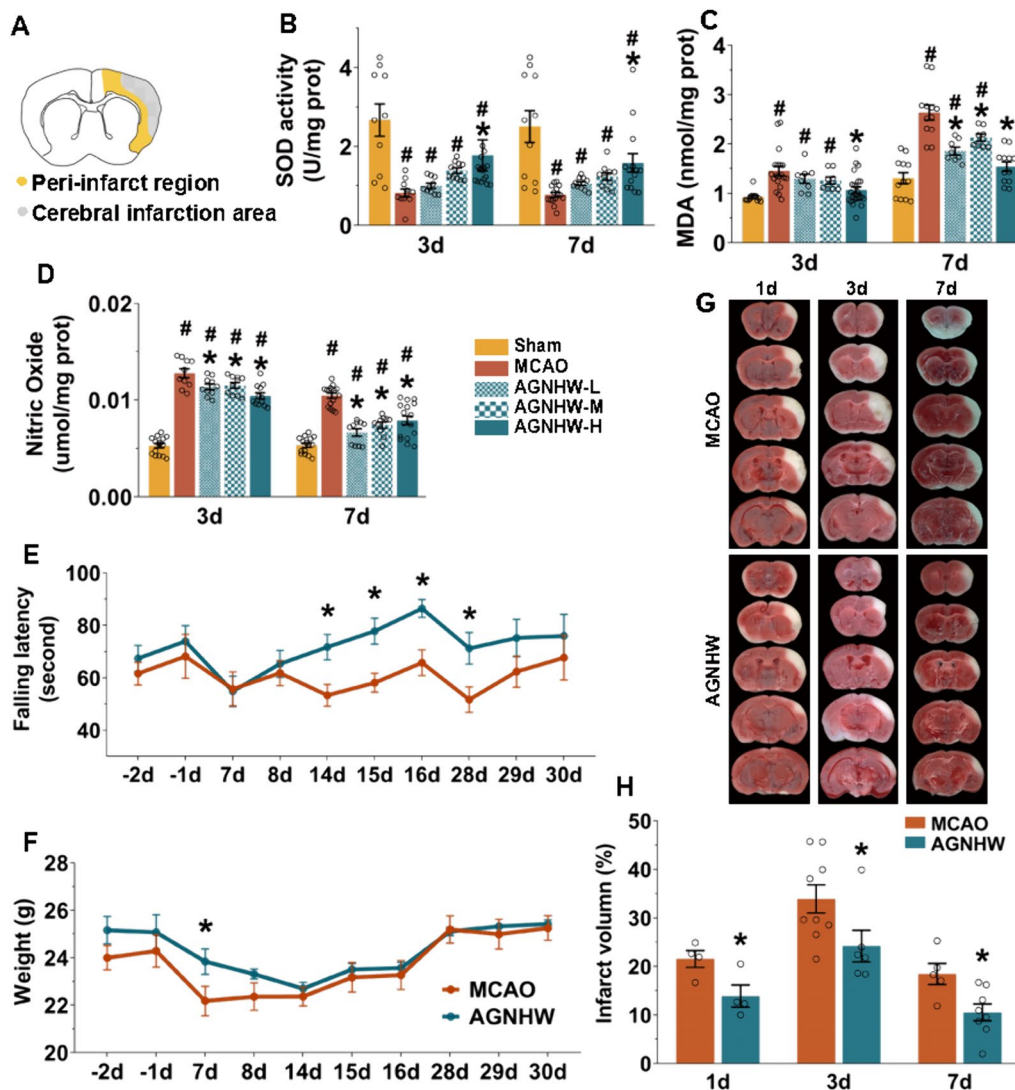 A
Peri-infarct region
Cerebral infarction area
B
SOD activity
(U/mg prot)
4
2
0
# # # # *
# # # # *
3d 7d
C
MDA (nmol/mg prot)
4
3
2
1
0
# # # *
# # * # * *
3d 7d
D
Nitric Oxide
(umol/mg prot)
0.02
0.01
0.00
# # * # * # *
# # * # * # *
3d 7d
Sham
MCAO
AGNHW-L
AGNHW-M
AGNHW-H
E
Falling latency
(second)
100
80
60
40
* * * *
-2d -1d 7d 8d 14d 15d 16d 28d 29d 30d
F
Weight (g)
28
26
24
22
20
*
MCAO
AGNHW
-2d -1d 7d 8d 14d 15d 16d 28d 29d 30d
G
1d 3d 7d
MCAO
AGNHW
H
Infarct volumn (%)
50
40
30
20
10
0
MCAO
AGNHW
* * *
1d 3d 7d